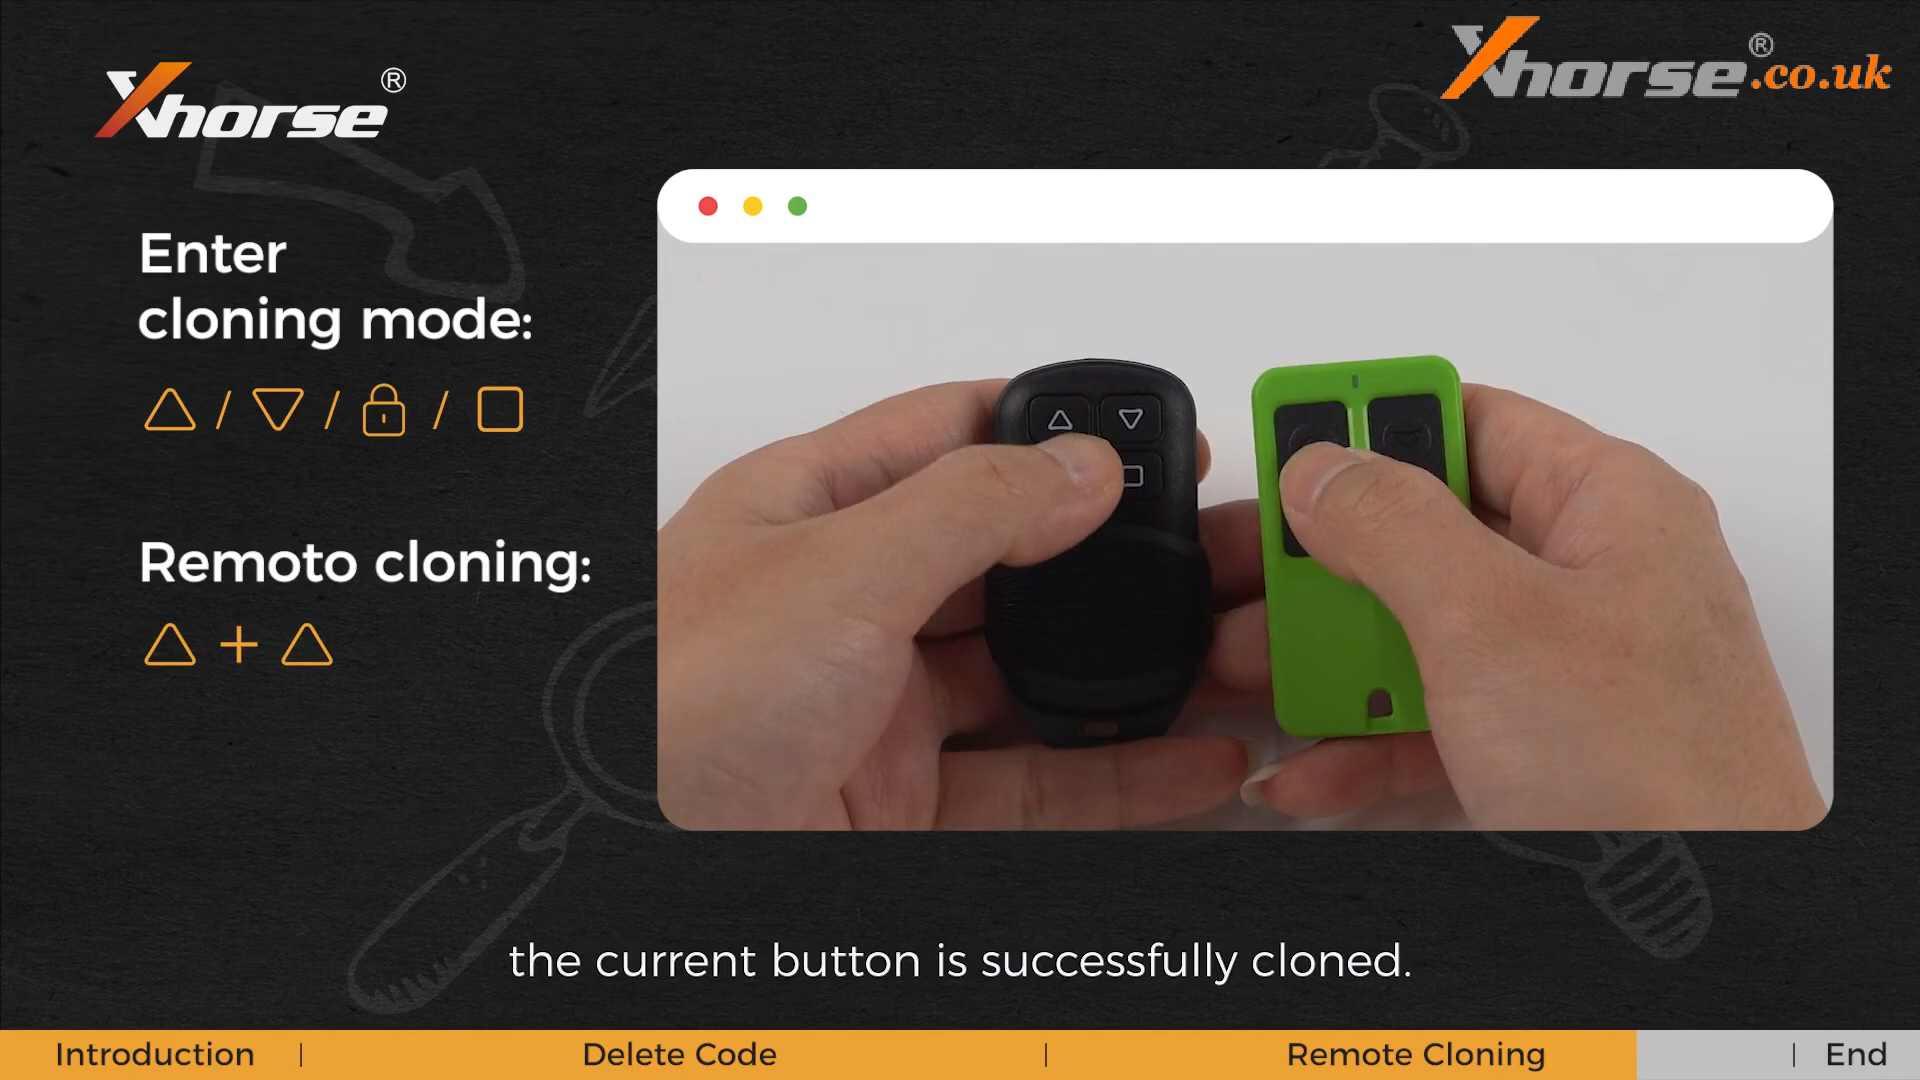 Xhorse®
Xhorse®.co.uk
Enter
cloning mode:
Remoto cloning:
the current button is successfully cloned.
Introduction | Delete Code | Remote Cloning | End